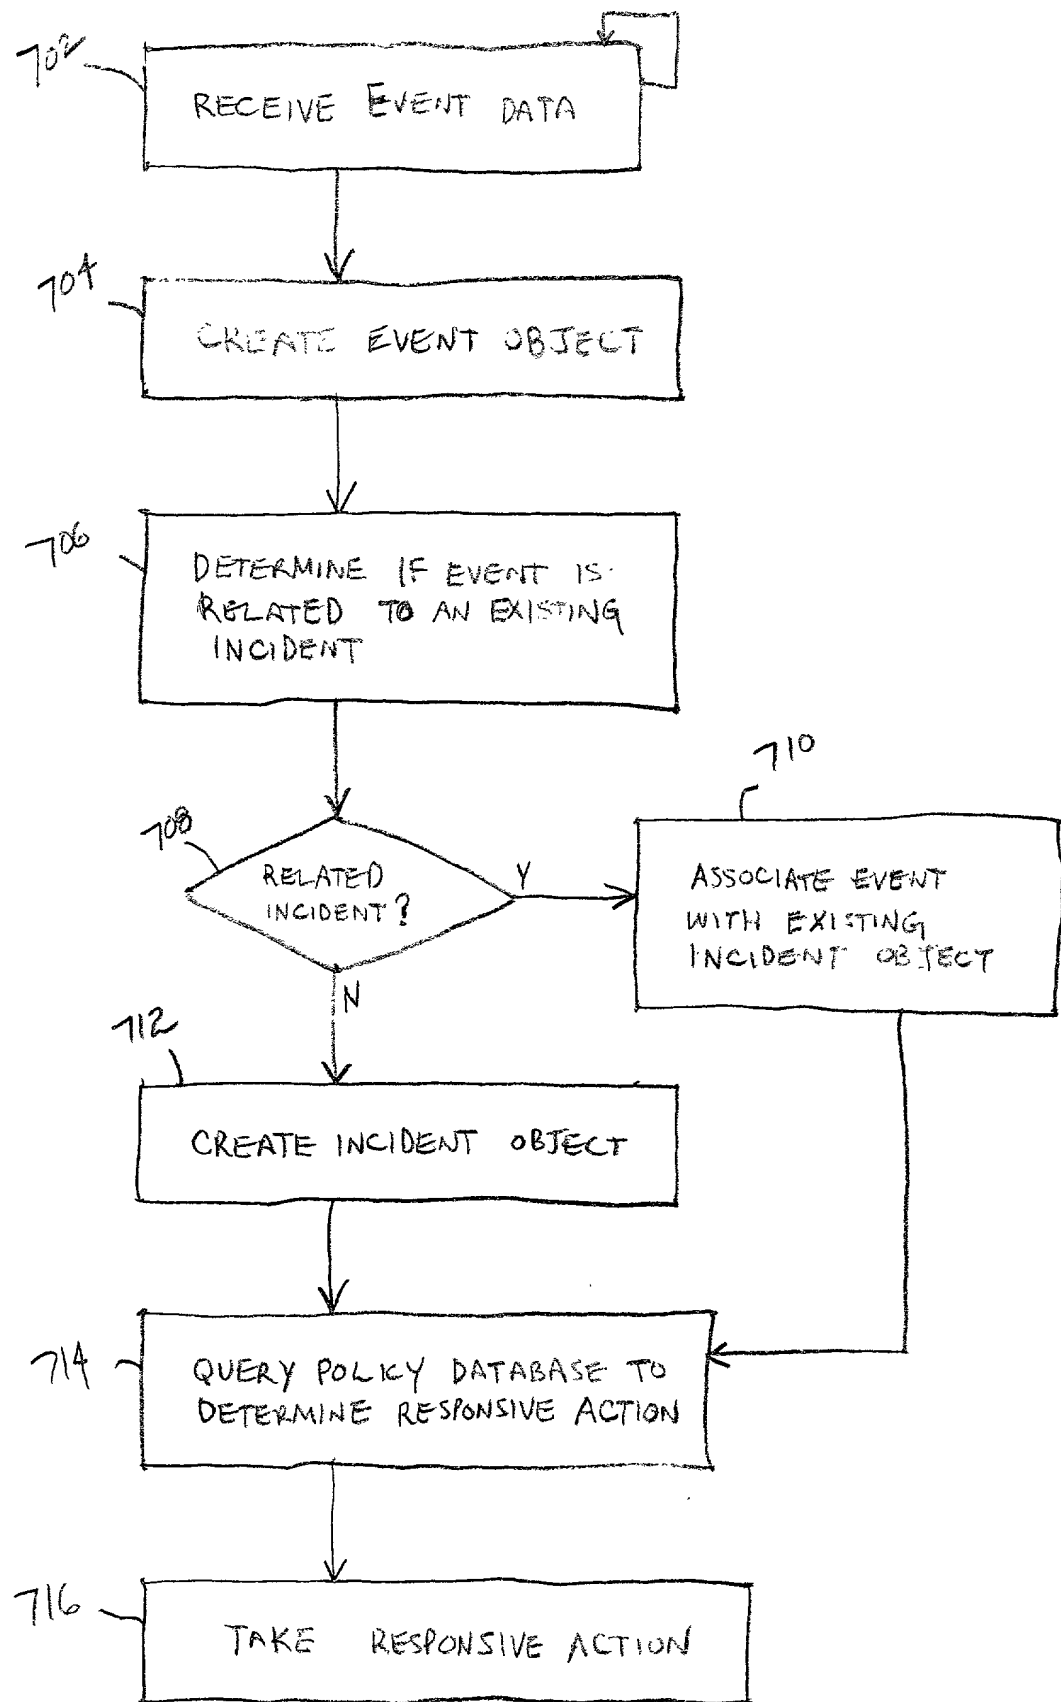 702
RECEIVE EVENT DATA
704
CREATE EVENT OBJECT
706
DETERMINE IF EVENT IS
RELATED TO AN EXISTING
INCIDENT
708
RELATED
INCIDENT?
Y
N
710
ASSOCIATE EVENT
WITH EXISTING
INCIDENT OBJECT
712
CREATE INCIDENT OBJECT
714
QUERY POLICY DATABASE TO
DETERMINE RESPONSIVE ACTION
716
TAKE RESPONSIVE ACTION